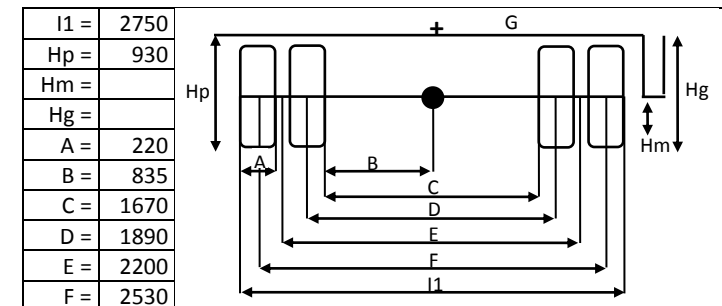 I1 = 2750
Hp = 930
Hm =
Hg =
A = 220
B = 835
C = 1670
D = 1890
E = 2200
F = 2530
+ G
Hp
Hg
Hm
A
B
C
D
E
F
I1